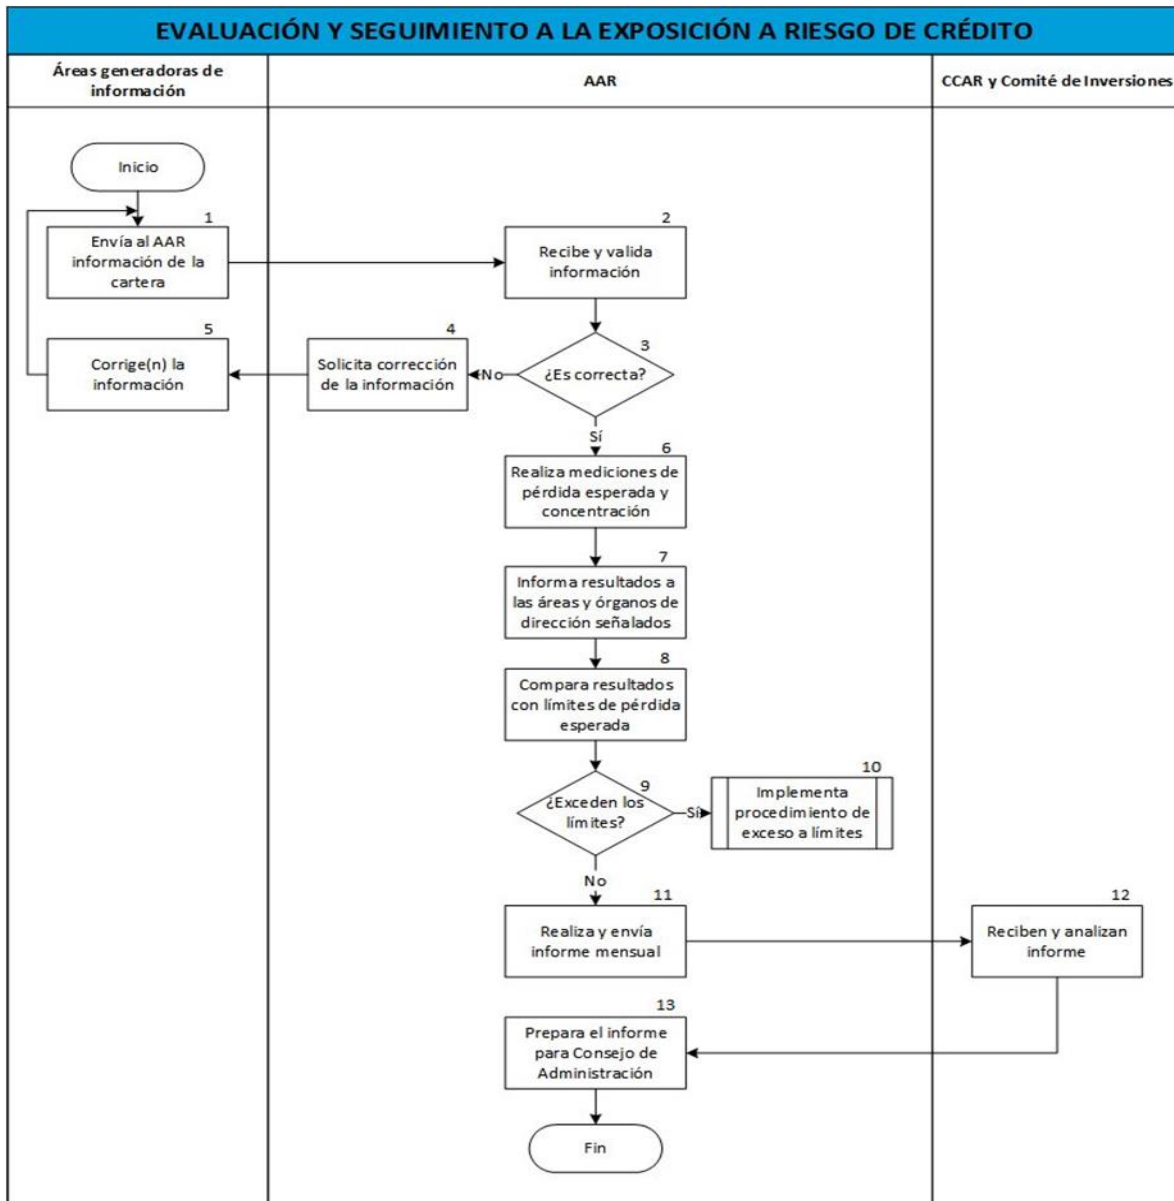 EVALUACIÓN Y SEGUIMIENTO A LA EXPOSICIÓN A RIESGO DE CRÉDITO
Áreas generadoras de
información
AAR
CCAR y Comité de Inversiones
Inicio
1
Envía al AAR
información de la
cartera
2
Recibe y valida
información
3
¿Es correcta?
No
4
Solicita corrección
de la información
5
Corrige(n) la
información
Sí
6
Realiza mediciones de
pérdida esperada y
concentración
7
Informa resultados a
las áreas y órganos de
dirección señalados
8
Compara resultados
con límites de pérdida
esperada
9
¿Exceden los
límites?
Sí
10
Implementa
procedimiento de
exceso a límites
No
11
Realiza y envía
informe mensual
12
Reciben y analizan
informe
13
Prepara el informe
para Consejo de
Administración
Fin